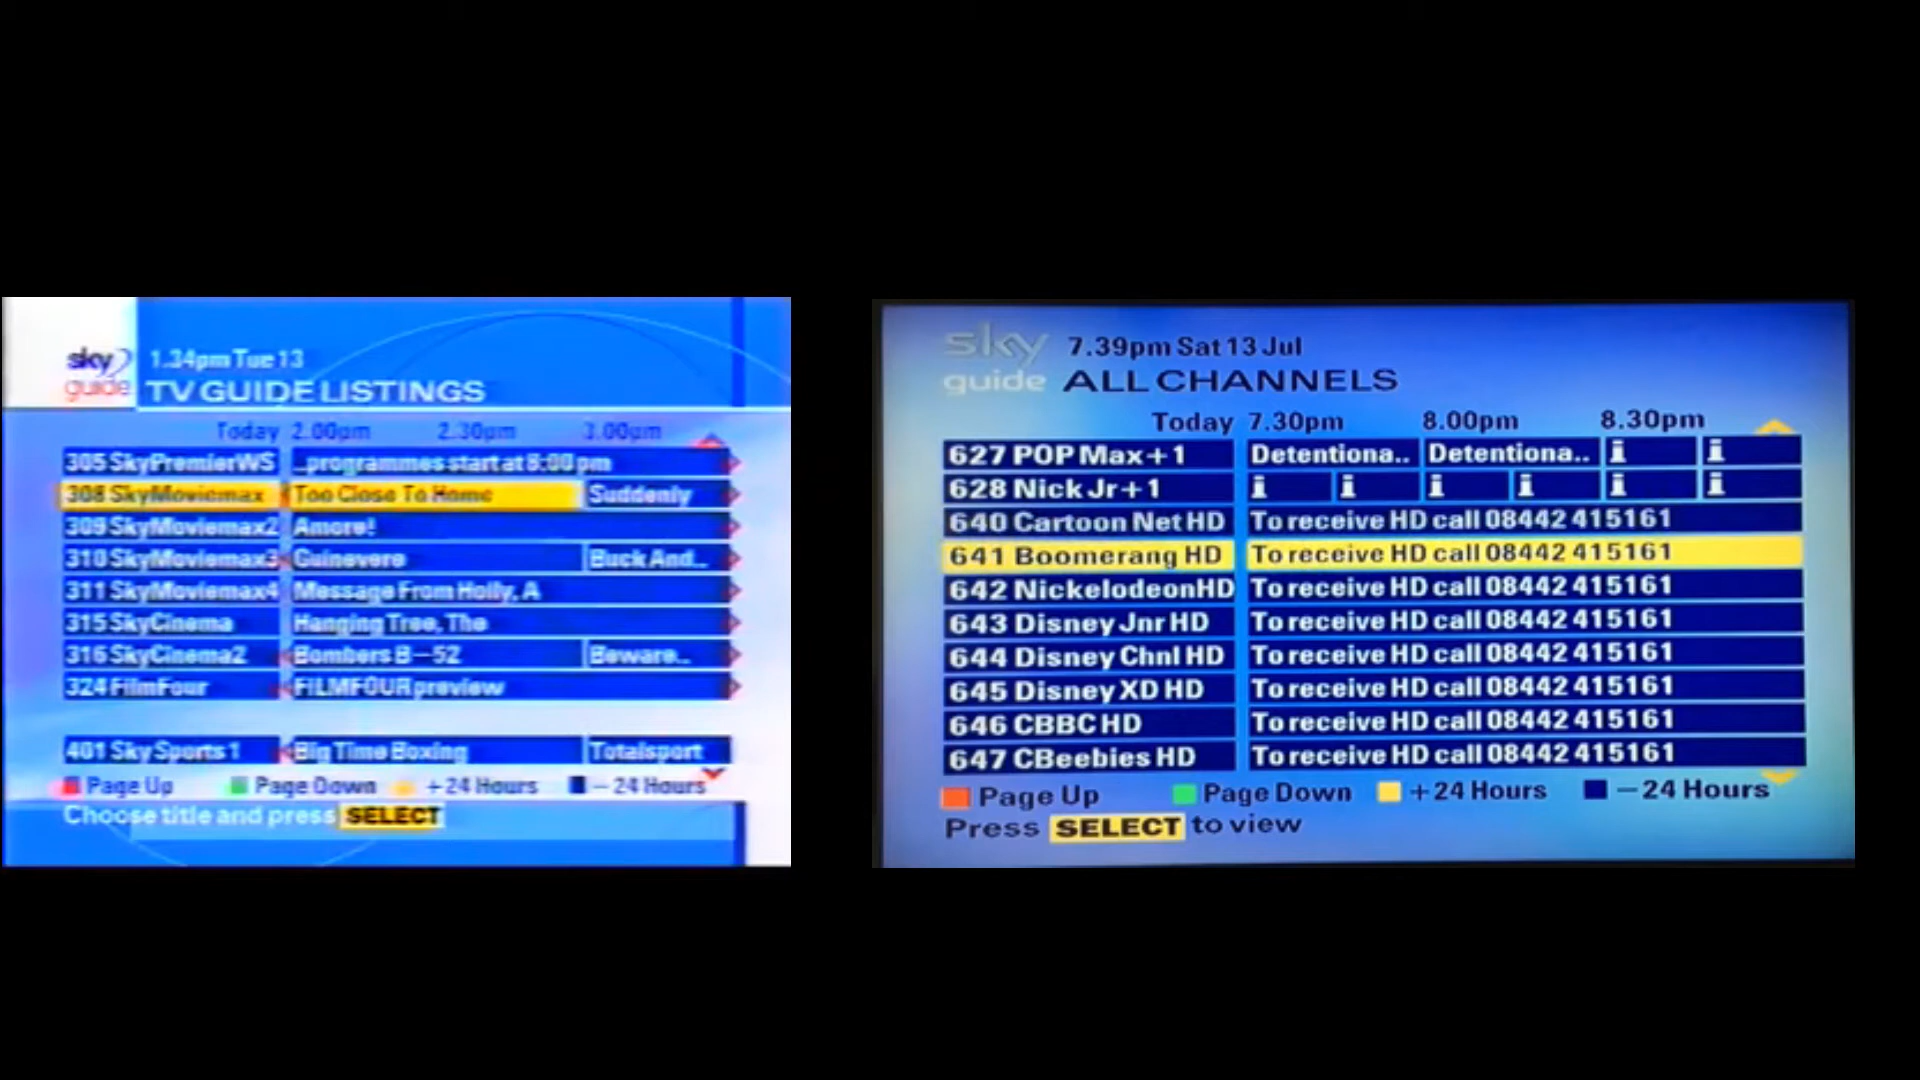 sky
guide
1.34pm Tue 13
TV GUIDE LISTINGS
Today 2.00pm 2.30pm 3.00pm
305 SkyPremierWS ..programmes start at 8:00 pm
308 SkyMoviemax Too Close To Home Suddenly
309 SkyMoviemax2 Amore!
310 SkyMoviemax3 Guinevere Buck And...
311 SkyMoviemax4 Message From Holly, A
315 SkyCinema Hanging Tree, The
316 SkyCinema2 Bombers B-52 Beware..
324 FilmFour FILMFOUR preview
401 Sky Sports 1 Big Time Boxing Totalsport
Page Up Page Down +24 Hours -24 Hours
Choose title and press SELECT
sky
guide
7.39pm Sat 13 Jul
ALL CHANNELS
Today 7.30pm 8.00pm 8.30pm
627 POP Max+1 Detentiona.. Detentiona.. i i
628 Nick Jr+1 i i i i i i
640 Cartoon Net HD To receive HD call 08442 415161
641 Boomerang HD To receive HD call 08442 415161
642 NickelodeonHD To receive HD call 08442 415161
643 Disney Jnr HD To receive HD call 08442 415161
644 Disney Chnl HD To receive HD call 08442 415161
645 Disney XD HD To receive HD call 08442 415161
646 CBBC HD To receive HD call 08442 415161
647 CBeebies HD To receive HD call 08442 415161
Page Up Page Down +24 Hours -24 Hours
Press SELECT to view